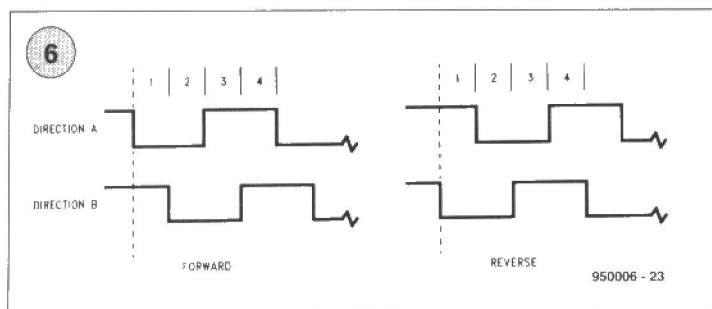 6
1 2 3 4
1 2 3 4
DIRECTION A
DIRECTION B
FORWARD
REVERSE
950006 - 23